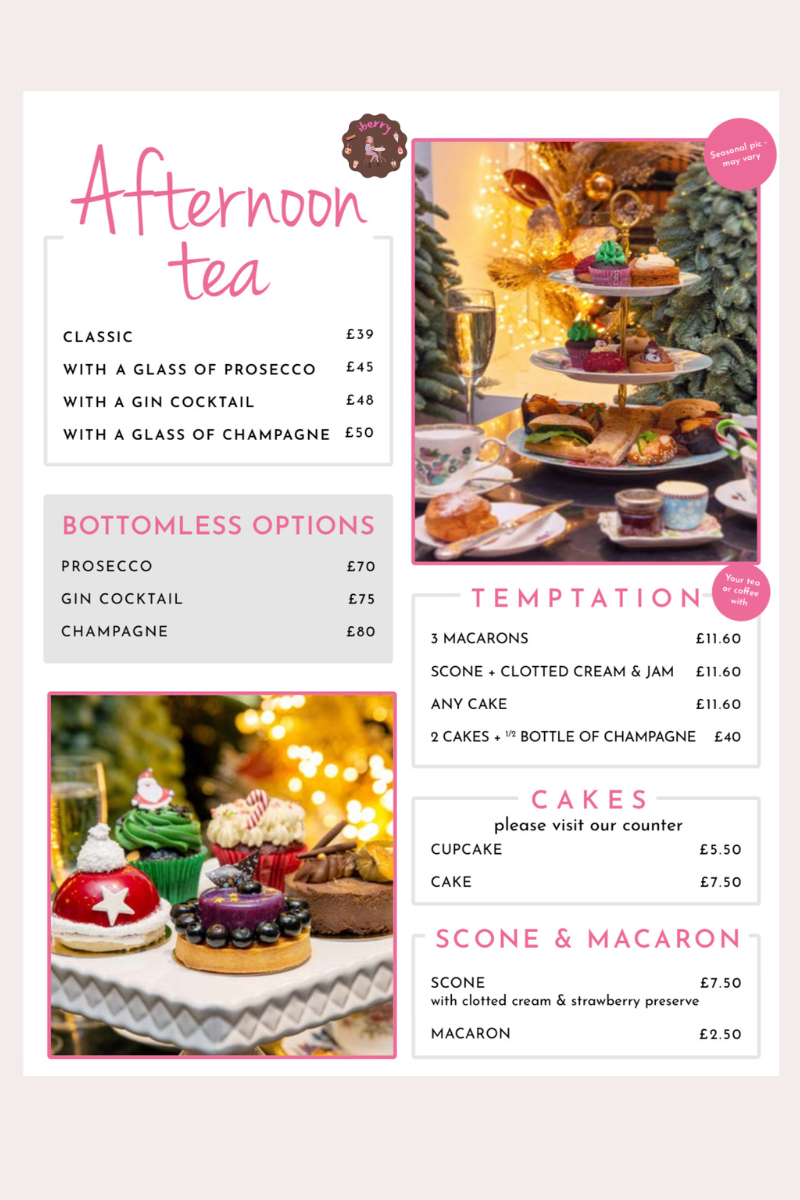 iberry
Afternoon
tea
CLASSIC £39
WITH A GLASS OF PROSECCO £45
WITH A GIN COCKTAIL £48
WITH A GLASS OF CHAMPAGNE £50
BOTTOMLESS OPTIONS
PROSECCO £70
GIN COCKTAIL £75
CHAMPAGNE £80
Seasonal pic -
may vary
TEMPTATION
Your tea
or coffee
with
3 MACARONS £11.60
SCONE + CLOTTED CREAM & JAM £11.60
ANY CAKE £11.60
2 CAKES + 1/2 BOTTLE OF CHAMPAGNE £40
CAKES
please visit our counter
CUPCAKE £5.50
CAKE £7.50
SCONE & MACARON
SCONE £7.50
with clotted cream & strawberry preserve
MACARON £2.50